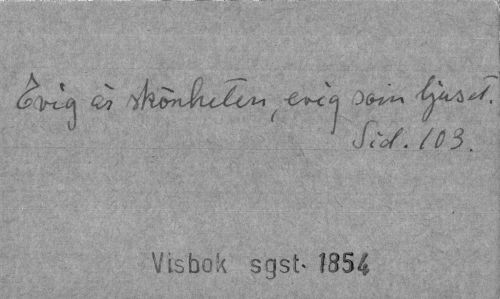 Evig är skönheten, evig som ljuset.
Sid. 103.
Visbok sgst. 1854